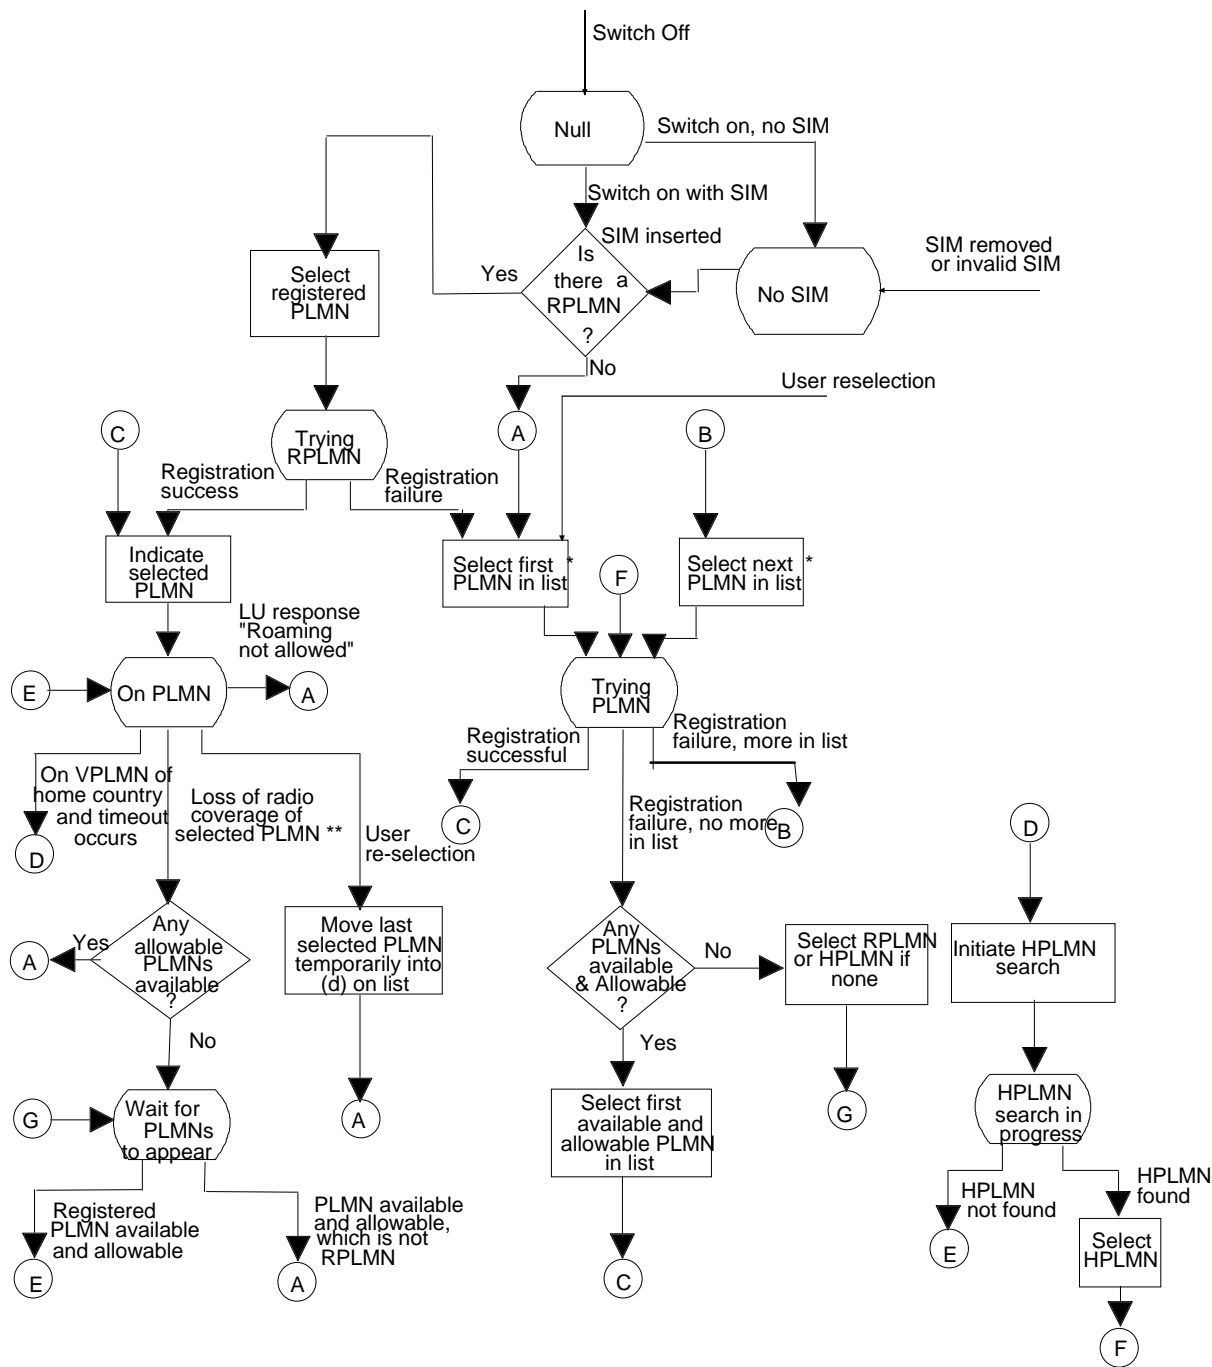 Switch Off
Null
Switch on, no SIM
Switch on with SIM
SIM inserted
SIM removed
or invalid SIM
Is
there a
RPLMN
?
Yes
No SIM
Select
registered
PLMN
No
User reselection
C
A
B
Trying
RPLMN
Registration
success
Registration
failure
Indicate
selected
PLMN
Select first *
PLMN in list
F
Select next *
PLMN in list
LU response
"Roaming
not allowed"
E
On PLMN
A
Trying
PLMN
Registration
successful
Registration
failure, more in list
On VPLMN of
home country
and timeout
occurs
D
Loss of radio
coverage of
selected PLMN **
User
re-selection
C
Registration
failure, no more
in list
B
D
Any
allowable
PLMNs
available
?
Yes
A
Move last
selected PLMN
temporarily into
(d) on list
Any
PLMNs
available
& Allowable
?
No
Select RPLMN
or HPLMN if
none
Initiate HPLMN
search
No
Yes
G
Wait for
PLMNs
to appear
A
Select first
available and
allowable PLMN
in list
G
HPLMN
search in
progress
Registered
PLMN available
and allowable
PLMN available
and allowable,
which is not
RPLMN
HPLMN
not found
HPLMN
found
E
A
C
E
Select
HPLMN
F